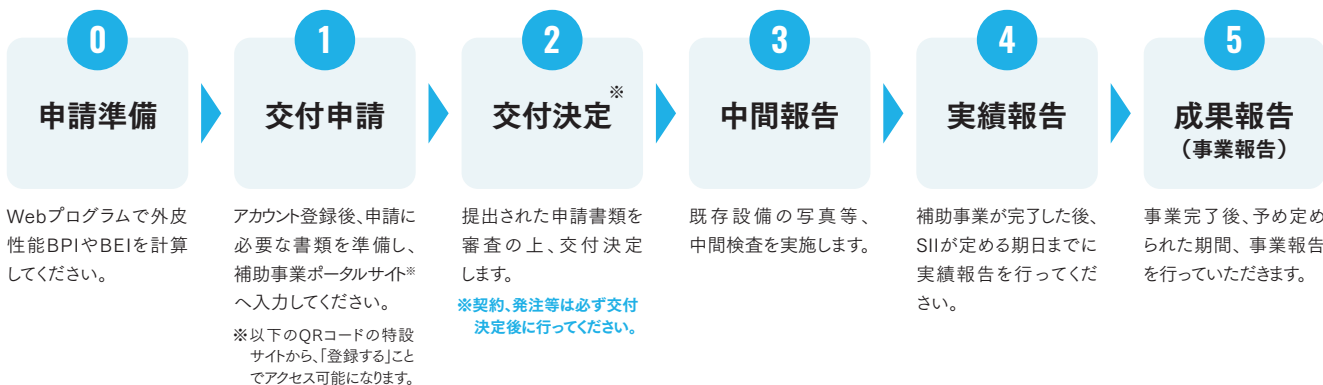 0
申請準備
Webプログラムで外皮
性能BPIやBEIを計算
してください。
1
交付申請
アカウント登録後、申請に
必要な書類を準備し、
補助事業ポータルサイト※
へ入力してください。
※以下のQRコードの特設
サイトから、「登録する」こと
でアクセス可能になります。
2
交付決定※
提出された申請書類を
審査の上、交付決定
します。
※契約、発注等は必ず交付
決定後に行ってください。
3
中間報告
既存設備の写真等、
中間検査を実施します。
4
実績報告
補助事業が完了した後、
SIIが定める期日までに
実績報告を行ってくだ
さい。
5
成果報告
（事業報告）
事業完了後、予め定め
られた期間、事業報告
を行っていただきます。